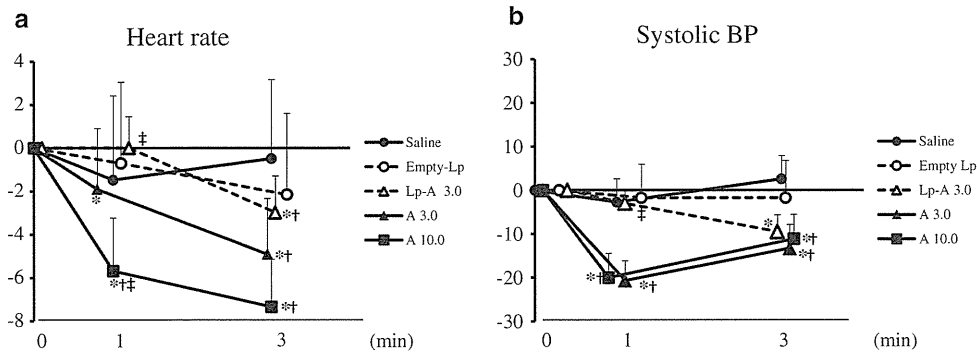 a
Heart rate
4
2
0
-2
-4
-6
-8
0
1
3
(min)
‡
*
*†
*†
*†‡
*†
Saline
Empty-Lp
Lp-A 3.0
A 3.0
A 10.0
b
Systolic BP
30
20
10
0
-10
-20
-30
0
1
3
(min)
‡
*
*†
*†
*†
*†
Saline
Empty Lp
Lp-A 3.0
A 3.0
A 10.0